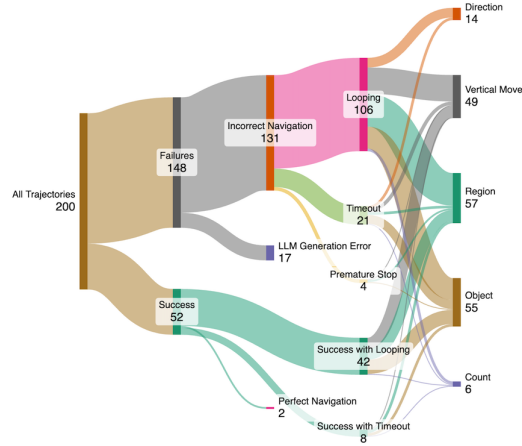 Direction
14
Vertical Move
49
Looping
106
Incorrect Navigation
131
Failures
148
All Trajectories
200
Region
57
Timeout
21
LLM Generation Error
17
Premature Stop
4
Object
55
Success
52
Success with Looping
42
Count
6
Perfect Navigation
2
Success with Timeout
8